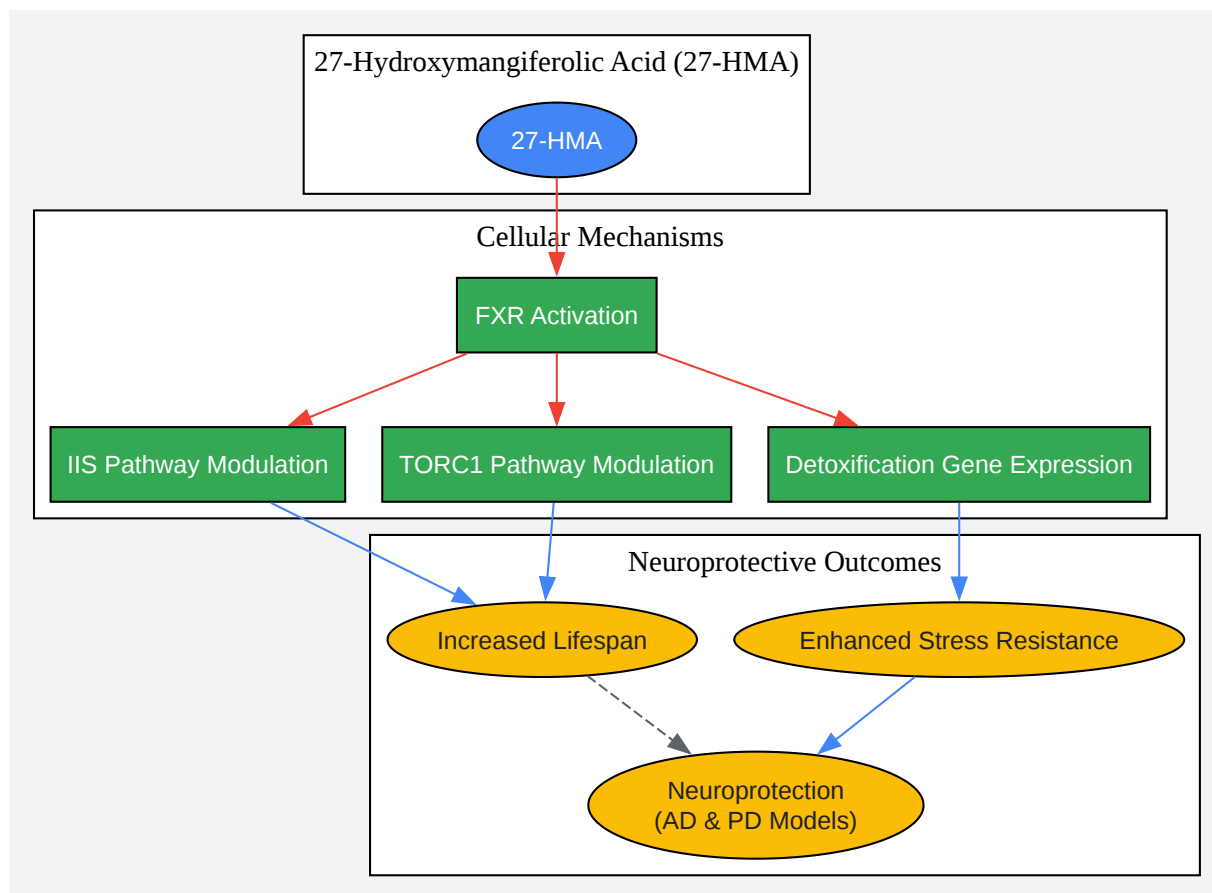 27-Hydroxymangiferolic Acid (27-HMA)
27-HMA
Cellular Mechanisms
FXR Activation
IIS Pathway Modulation
TORC1 Pathway Modulation
Detoxification Gene Expression
Neuroprotective Outcomes
Increased Lifespan
Enhanced Stress Resistance
Neuroprotection
(AD & PD Models)